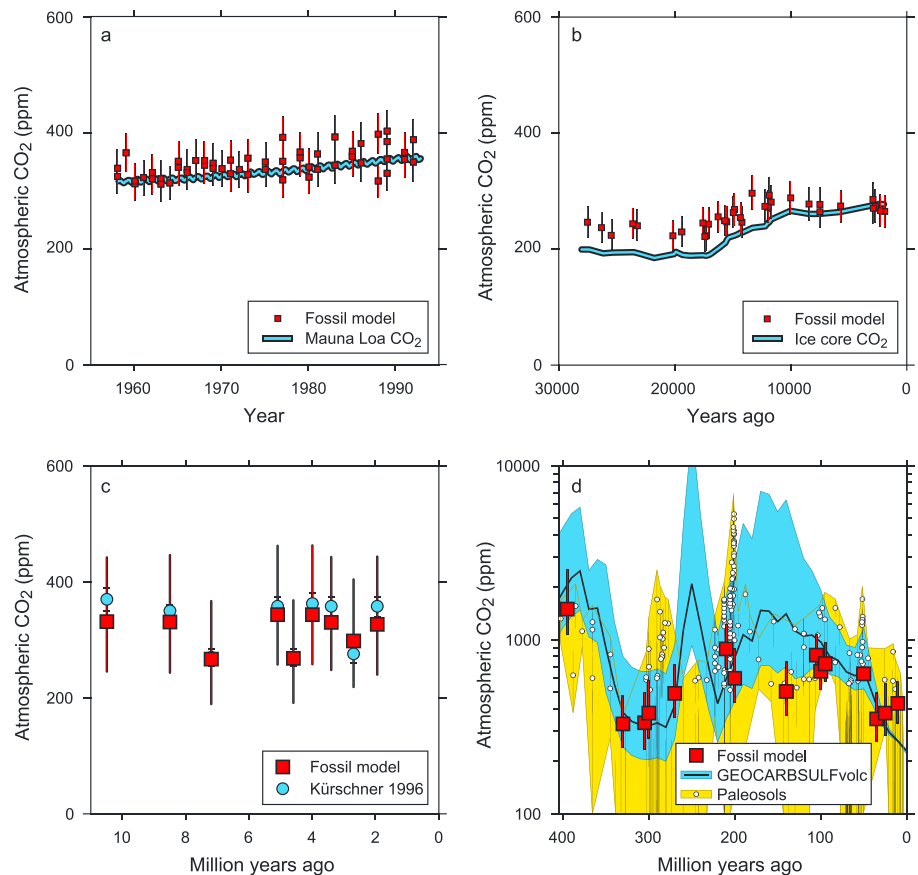 a
Atmospheric CO2 (ppm)
600
400
200
0
Fossil model
Mauna Loa CO2
1960
1970
1980
1990
Year
b
Atmospheric CO2 (ppm)
600
400
200
0
Fossil model
Ice core CO2
30000
20000
10000
0
Years ago
c
Atmospheric CO2 (ppm)
600
400
200
0
Fossil model
Kürschner 1996
10
8
6
4
2
0
Million years ago
d
Atmospheric CO2 (ppm)
10000
1000
100
Fossil model
GEOCARBSULFvolc
Paleosols
400
300
200
100
0
Million years ago